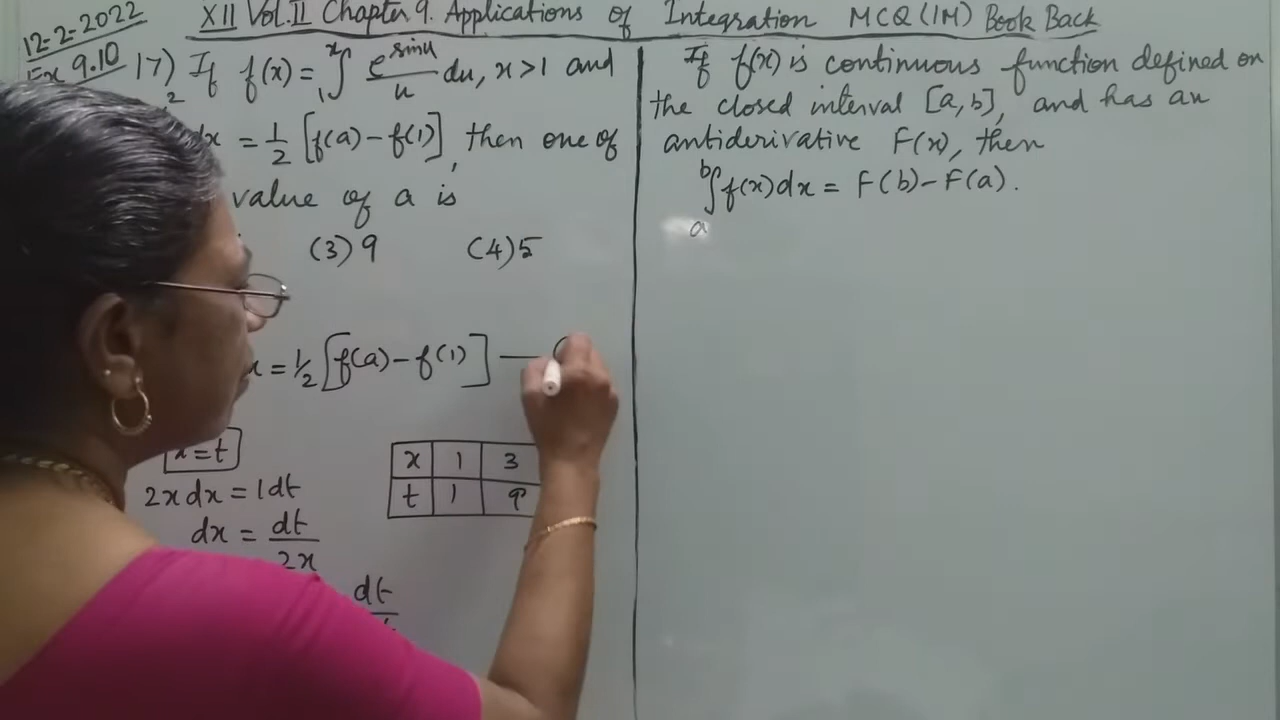 XII Vol.II Chapter 9. Applications of Integration MCQ (1M) Book Back
12-2-2022
Ex 9.10
17) If f(x) = ₁∫ˣ e^sinu/u du, x>1 and
2
dx = 1/2 [f(a) - f(1)], then one of
value of a is
(3) 9 (4) 5
= 1/2 [f(a) - f(1)] —
= t
2x dx = 1dt
dx = dt/2x
dt
x 1 3
t 1 9
If f(x) is continuous function defined on
the closed interval [a,b], and has an
antiderivative F(x), then
ₐ∫ᵇ f(x)dx = F(b) - F(a).